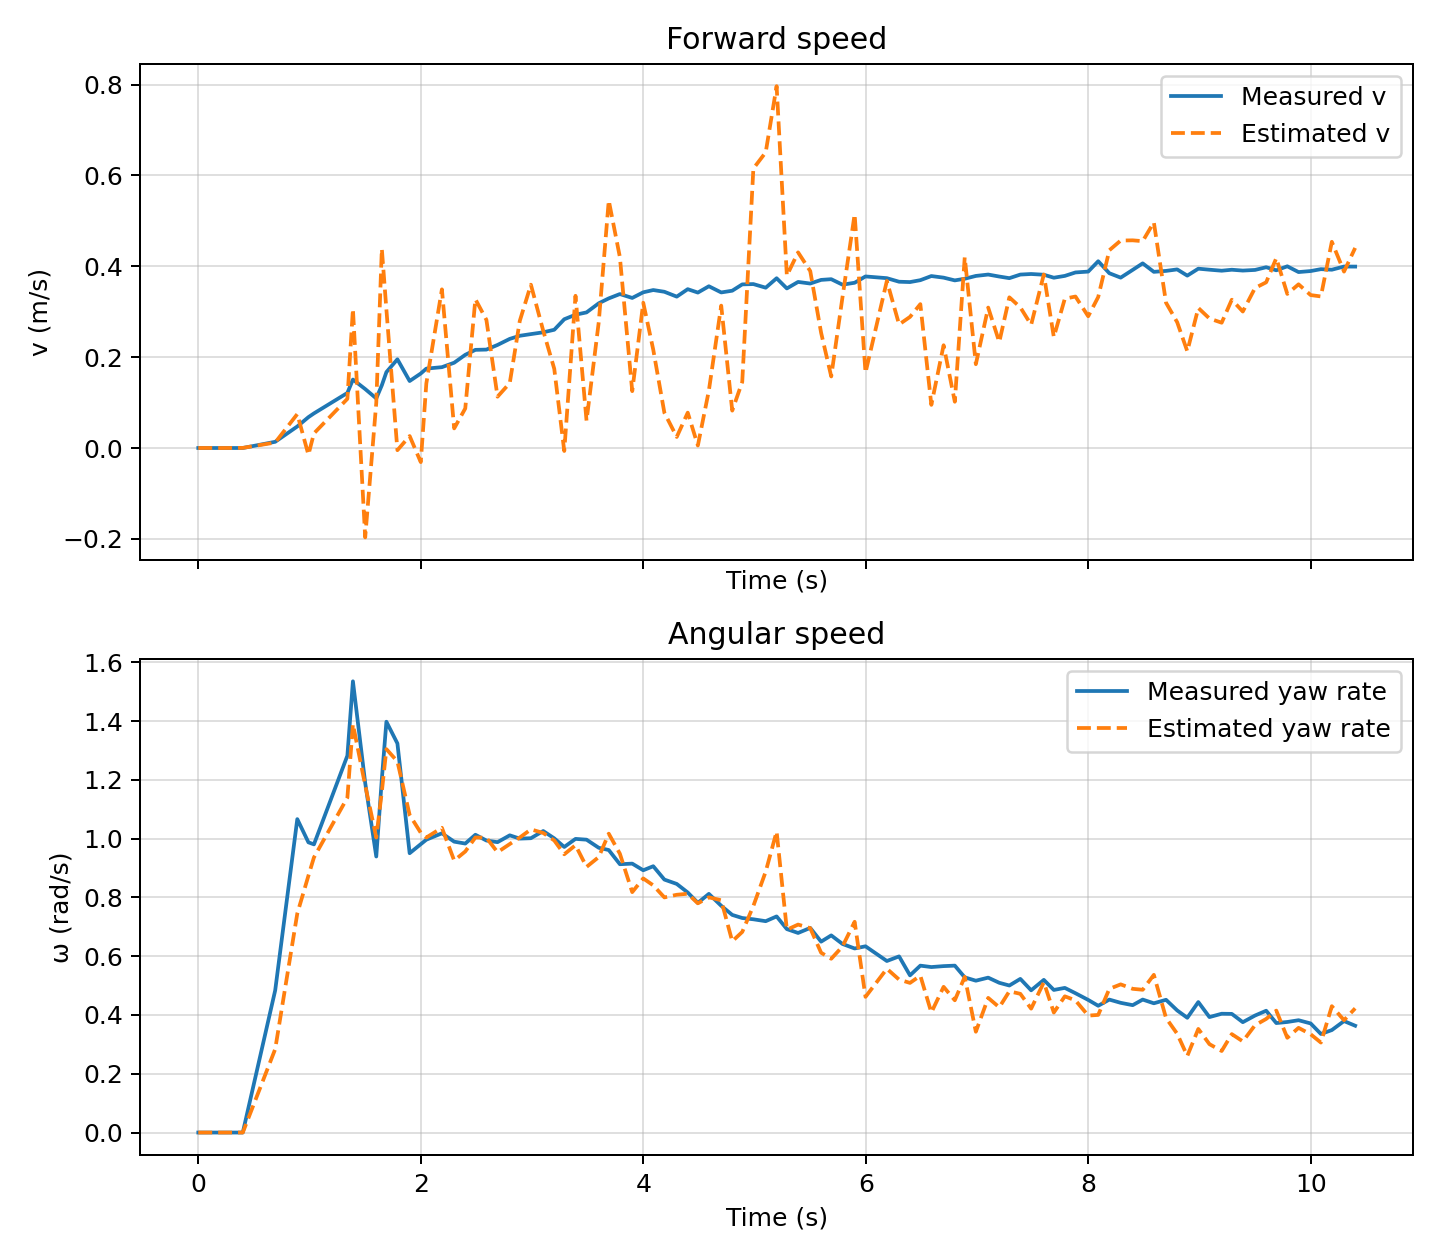 Forward speed
0.8
0.6
0.4
0.2
0.0
−0.2
v (m/s)
Measured v
Estimated v
Time (s)
Angular speed
1.6
1.4
1.2
1.0
0.8
0.6
0.4
0.2
0.0
ω (rad/s)
Measured yaw rate
Estimated yaw rate
0 2 4 6 8 10
Time (s)